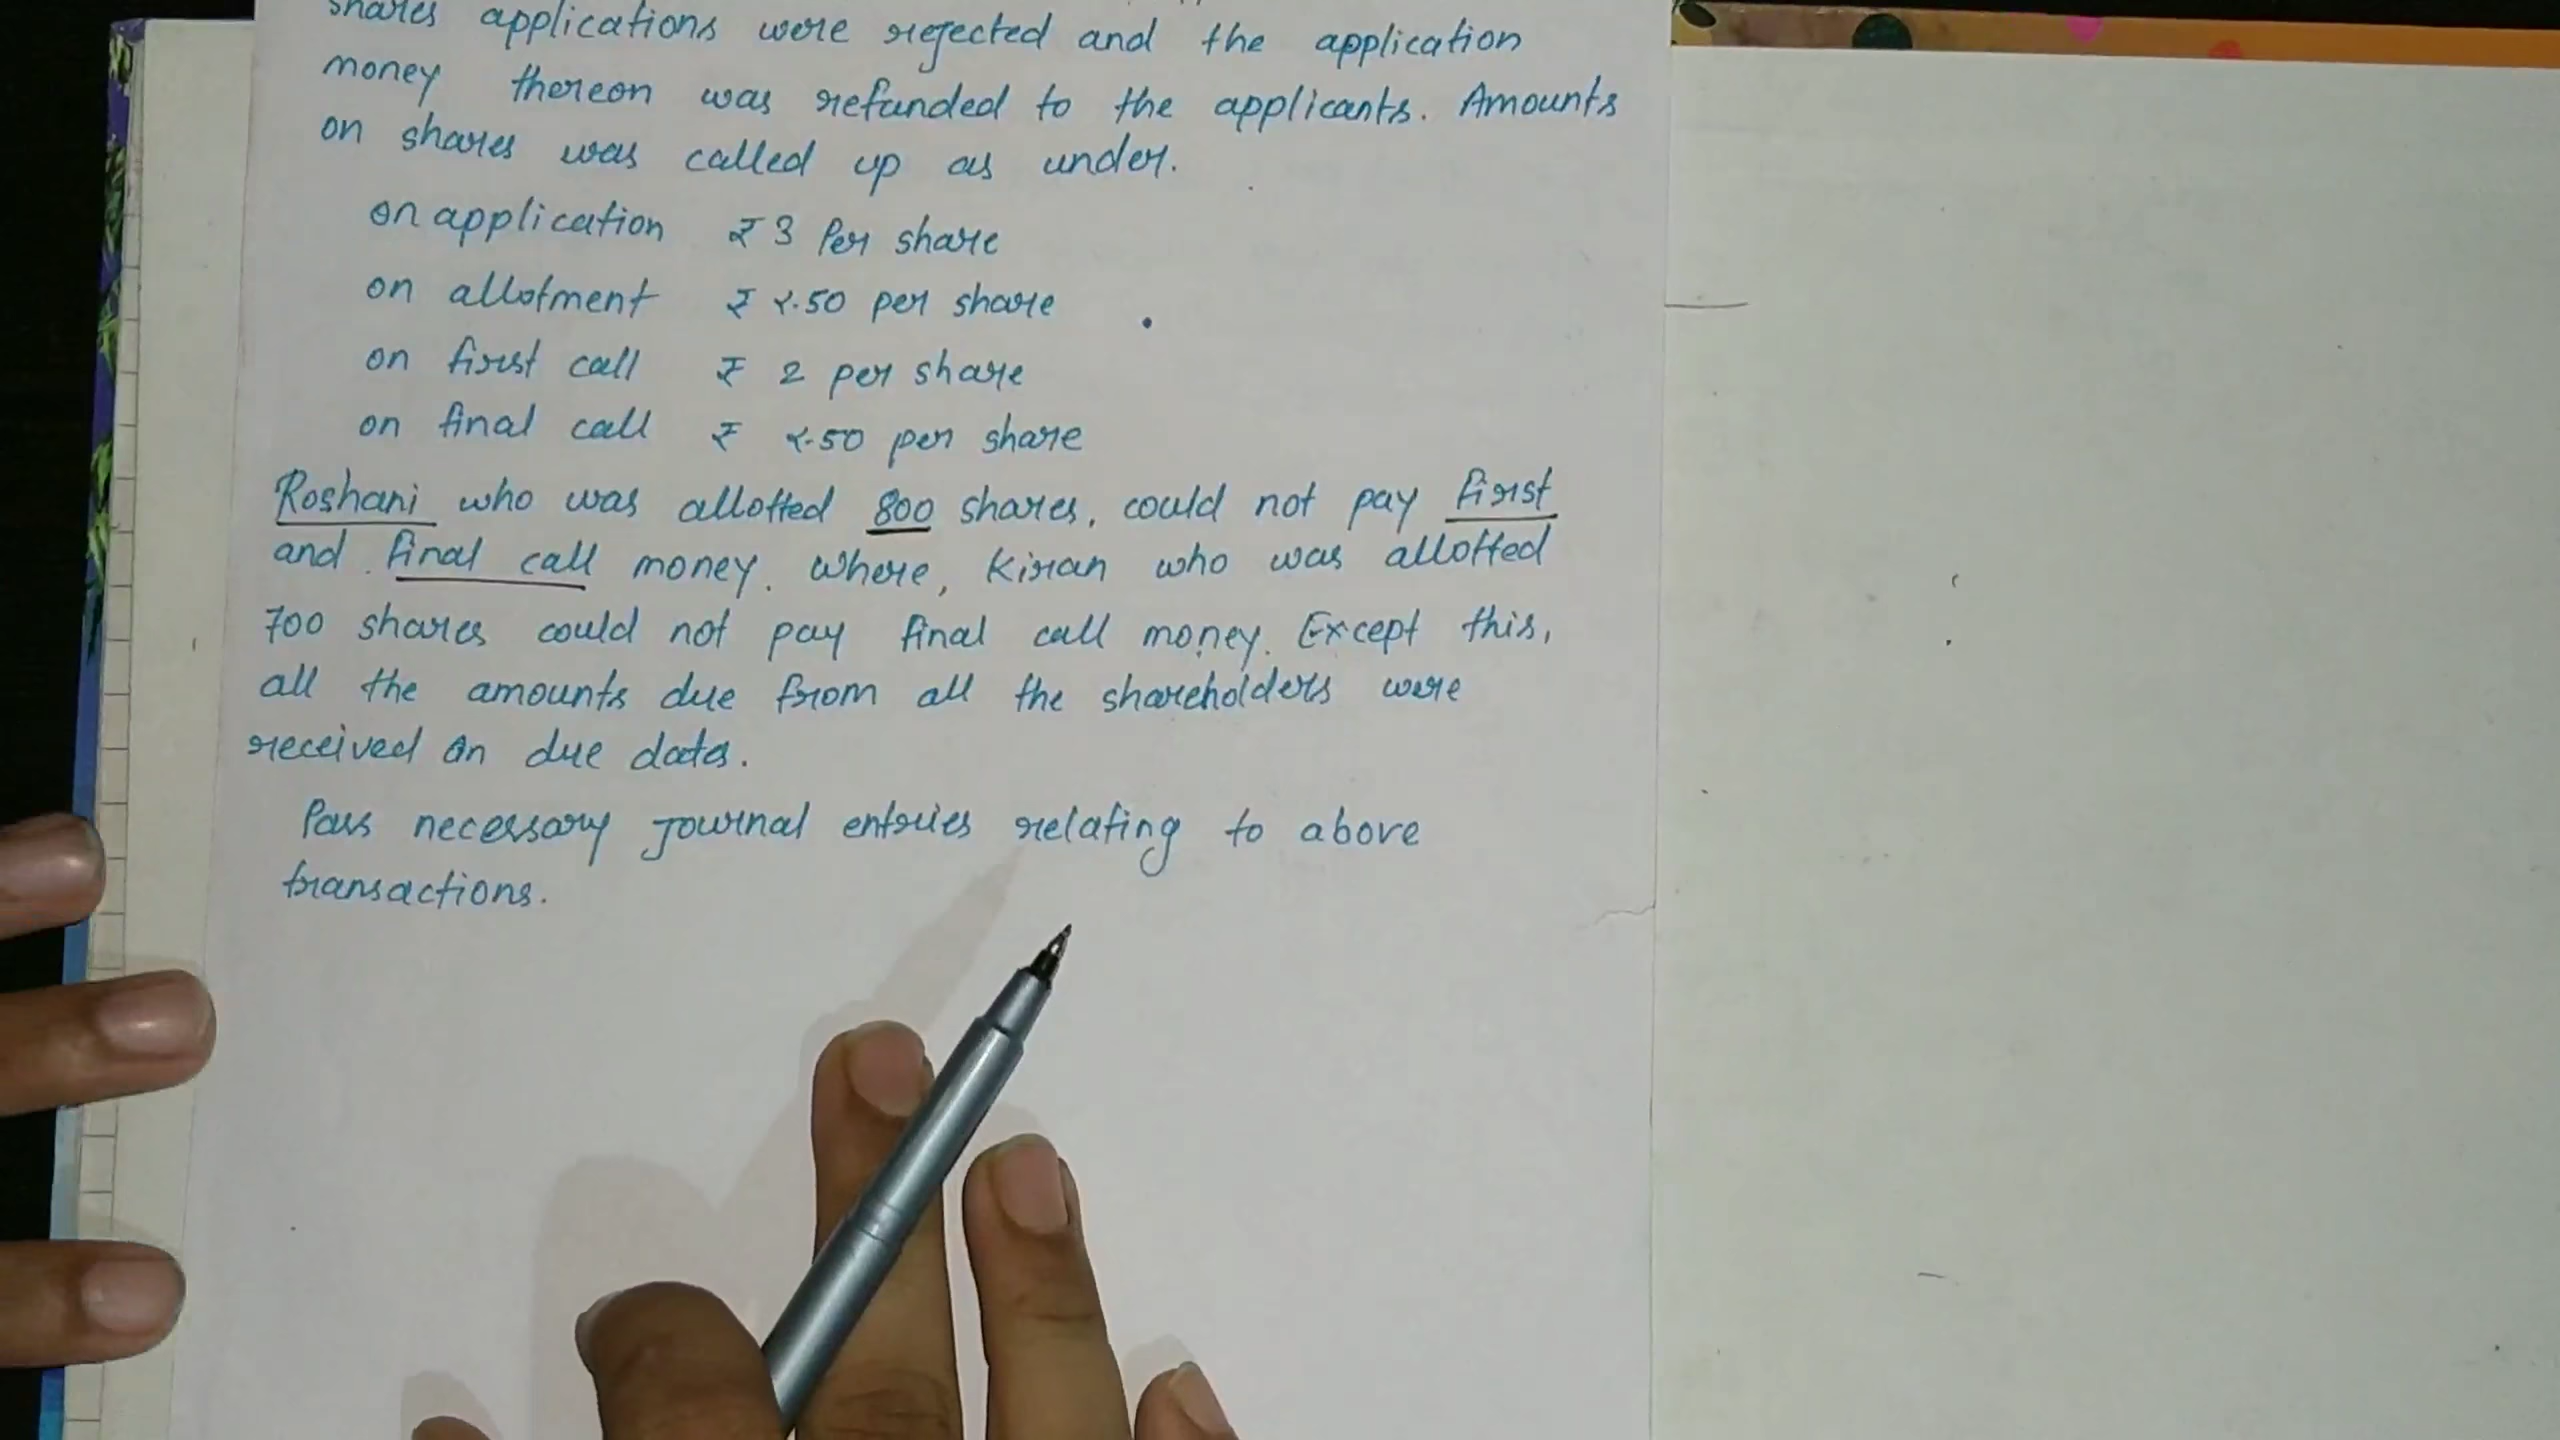 shares applications were rejected and the application
money thereon was refunded to the applicants. Amounts
on shares was called up as under.
on application ₹ 3 Per share
on allotment ₹ 2.50 per share
on first call ₹ 2 per share
on final call ₹ 2.50 per share
Roshani who was allotted 800 shares, could not pay first
and final call money. Where, Kiran who was allotted
700 shares could not pay final call money. Except this,
all the amounts due from all the shareholders were
received on due data.
Pass necessary Journal entries relating to above
transactions.